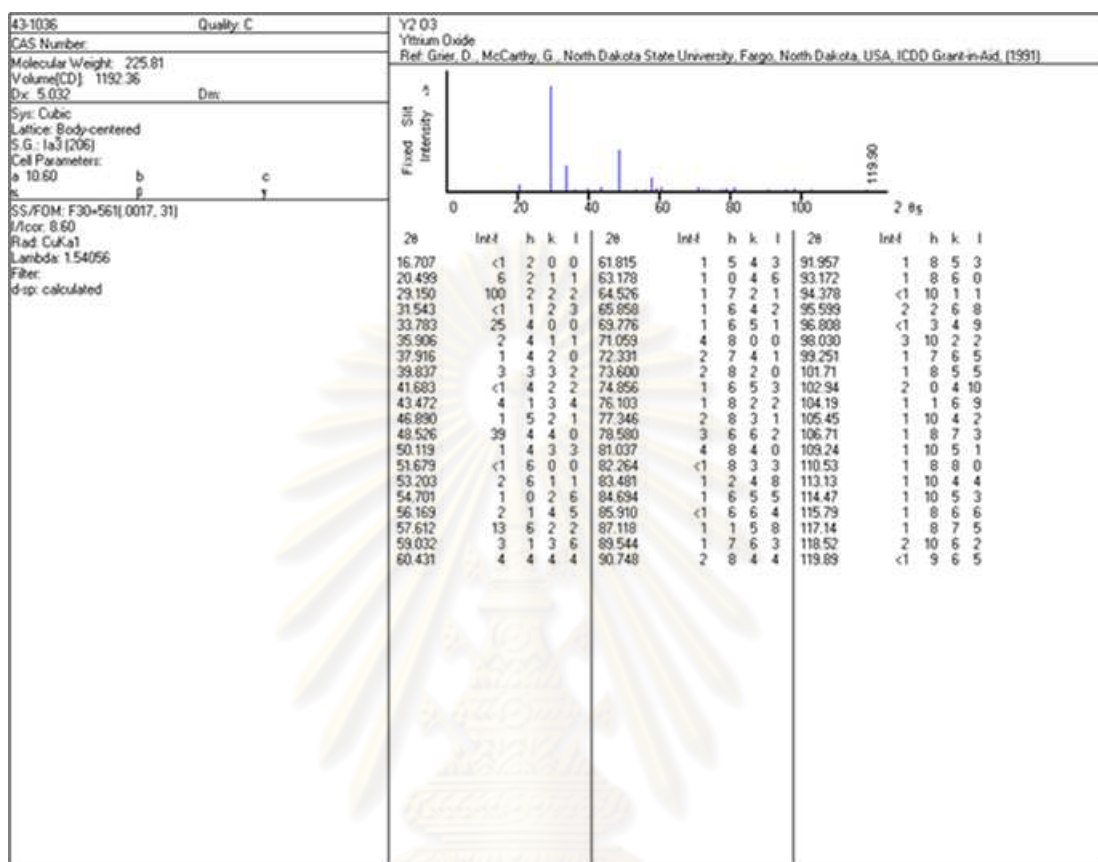 43-1036 Quality: C
CAS Number:
Molecular Weight: 225.81
Volume[CD]: 1192.36
Dx: 5.032 Dm:
Sys: Cubic
Lattice: Body-centered
S.G.: Ia3 (206)
Cell Parameters:
a 10.60 b c
α β γ
SS/FOM: F30=561(.0017, 31)
I/Icor: 8.60
Rad: CuKa1
Lambda: 1.54056
Filter:
d-sp: calculated
Y2 O3
Yttrium Oxide
Ref: Grier, D., McCarthy, G., North Dakota State University, Fargo, North Dakota, USA, ICDD Grant-in-Aid, (1991)
Fixed Slit
Intensity ->
119.90
0 20 40 60 80 100 2 θs
2θ Int-f h k l 2θ Int-f h k l 2θ Int-f h k l
16.707 <1 2 0 0 61.815 1 5 4 3 91.957 1 8 5 3
20.499 6 2 1 1 63.178 1 0 4 6 93.172 1 8 6 0
29.150 100 2 2 2 64.526 1 7 2 1 94.378 <1 10 1 1
31.543 <1 1 2 3 65.858 1 6 4 2 95.599 2 2 6 8
33.783 25 4 0 0 69.776 1 6 5 1 96.808 <1 3 4 9
35.906 2 4 1 1 71.059 4 8 0 0 98.030 3 10 2 2
37.916 1 4 2 0 72.331 2 7 4 1 99.251 1 7 6 5
39.837 3 3 3 2 73.600 2 8 2 0 101.71 1 8 5 5
41.683 <1 4 2 2 74.856 1 6 5 3 102.94 2 0 4 10
43.472 4 1 3 4 76.103 1 8 2 2 104.19 1 1 6 9
46.890 1 5 2 1 77.346 2 8 3 1 105.45 1 10 4 2
48.526 39 4 4 0 78.580 3 6 6 2 106.71 1 8 7 3
50.119 1 4 3 3 81.037 4 8 4 0 109.24 1 10 5 1
51.679 <1 6 0 0 82.264 <1 8 3 3 110.53 1 8 8 0
53.203 2 6 1 1 83.481 1 2 4 8 113.13 1 10 4 4
54.701 1 0 2 6 84.694 1 6 5 5 114.47 1 10 5 3
56.169 2 1 4 5 85.910 <1 6 6 4 115.79 1 8 6 6
57.612 13 6 2 2 87.118 1 1 5 8 117.14 1 8 7 5
59.032 3 1 3 6 89.544 1 7 6 3 118.52 2 10 6 2
60.431 4 4 4 4 90.748 2 8 4 4 119.89 <1 9 6 5